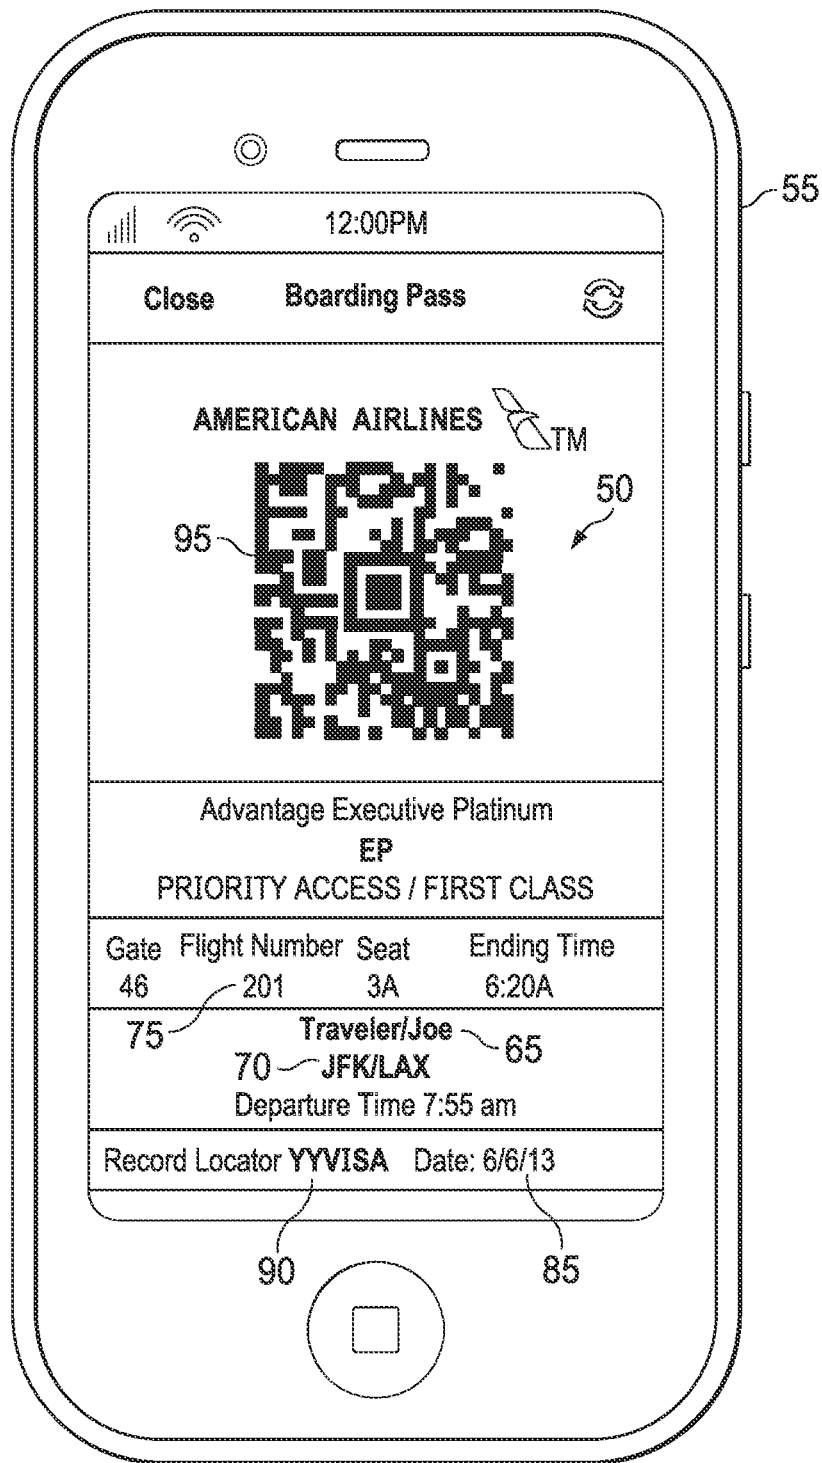 55
12:00PM
Close Boarding Pass
AMERICAN AIRLINES TM
50
95
Advantage Executive Platinum
EP
PRIORITY ACCESS / FIRST CLASS
Gate Flight Number Seat Ending Time
46 201 3A 6:20A
75 Traveler/Joe 65
70 JFK/LAX
Departure Time 7:55 am
Record Locator YYVISA Date: 6/6/13
90 85